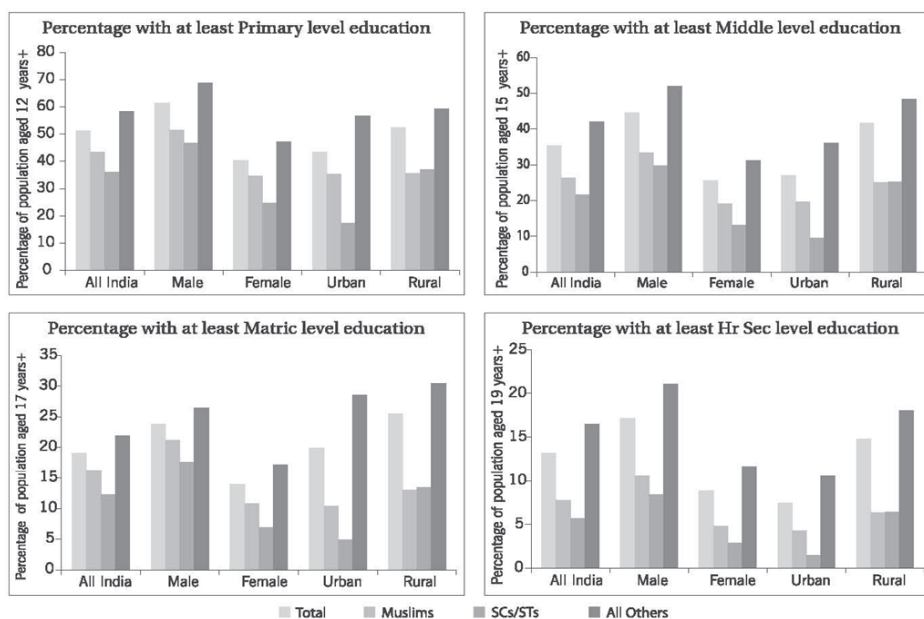 Percentage with at least Primary level education
Percentage of population aged 12 years+
80
70
60
50
40
30
20
10
0
All India Male Female Urban Rural
Percentage with at least Middle level education
Percentage of population aged 15 years+
60
50
40
30
20
10
0
All India Male Female Urban Rural
Percentage with at least Matric level education
Percentage of population aged 17 years+
35
30
25
20
15
10
5
0
All India Male Female Urban Rural
Percentage with at least Hr Sec level education
Percentage of population aged 19 years+
25
20
15
10
5
0
All India Male Female Urban Rural
Total Muslims SCs/STs All Others